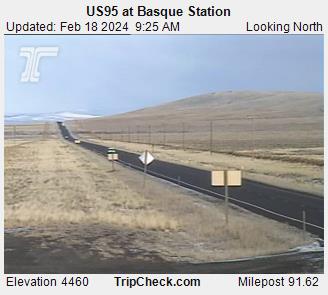 US95 at Basque Station
Updated: Feb 18 2024 9:25 AM Looking North
Elevation 4460 TripCheck.com Milepost 91.62